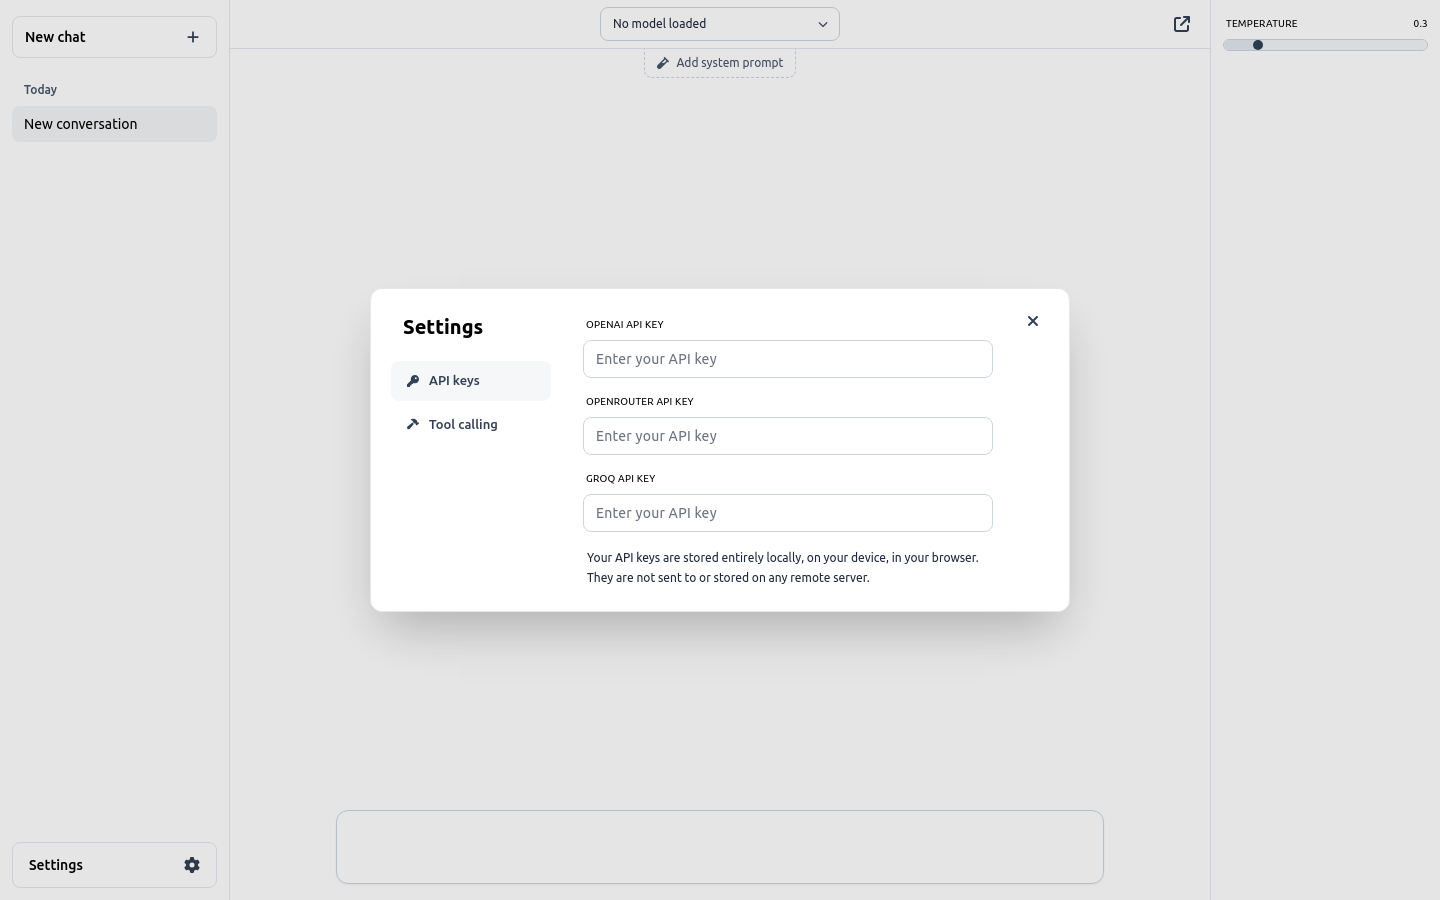 New chat
Today
New conversation
Settings
No model loaded
Add system prompt
TEMPERATURE 0.3
Settings
API keys
Tool calling
OPENAI API KEY
Enter your API key
OPENROUTER API KEY
Enter your API key
GROQ API KEY
Enter your API key
Your API keys are stored entirely locally, on your device, in your browser.
They are not sent to or stored on any remote server.